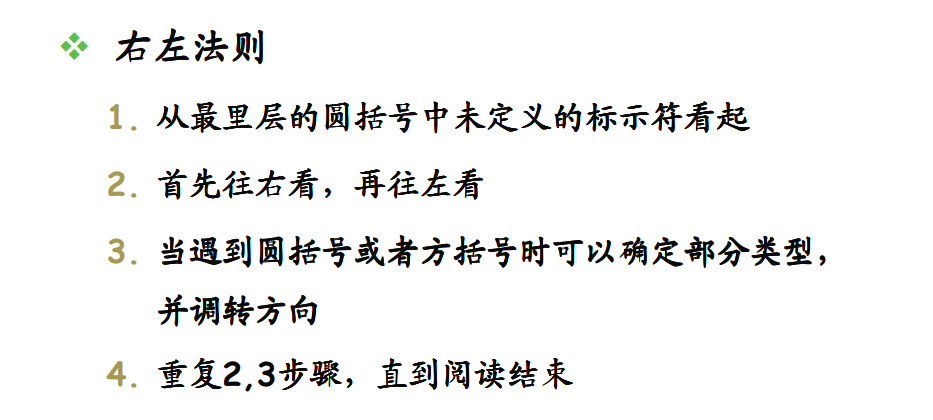 右左法则
1. 从最里层的圆括号中未定义的标示符看起
2. 首先往右看，再往左看
3. 当遇到圆括号或者方括号时可以确定部分类型，
并调转方向
4. 重复2,3步骤，直到阅读结束